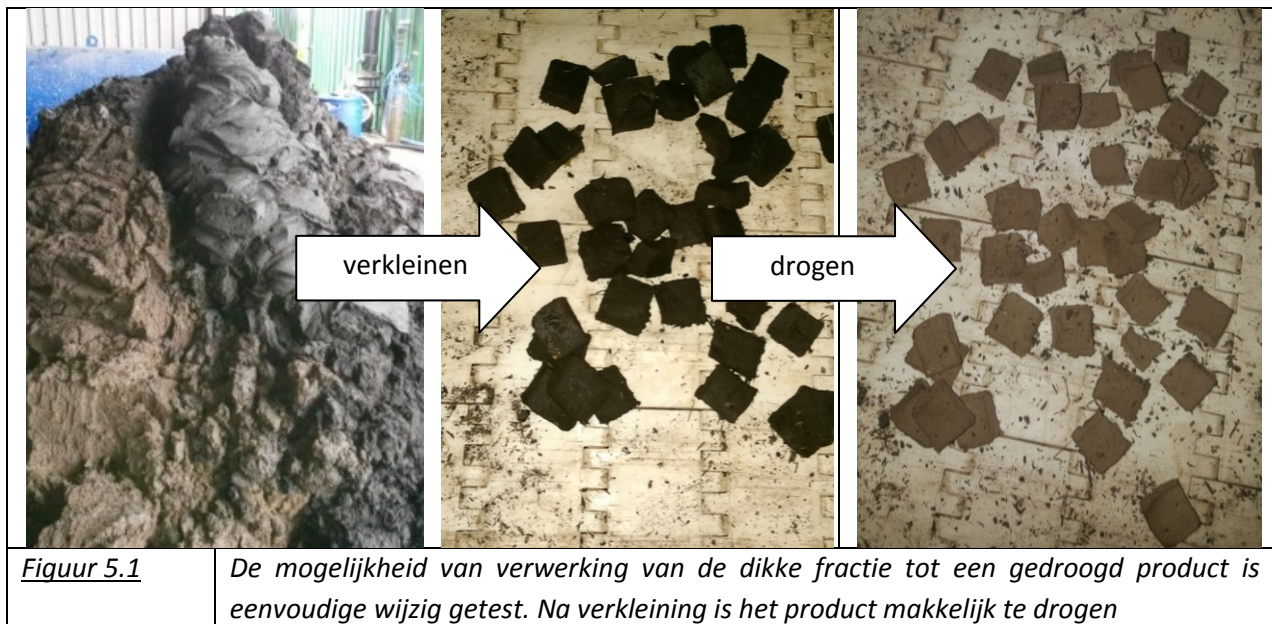 verkleinen
drogen
Figuur 5.1
De mogelijkheid van verwerking van de dikke fractie tot een gedroogd product is
eenvoudige wijzig getest. Na verkleining is het product makkelijk te drogen